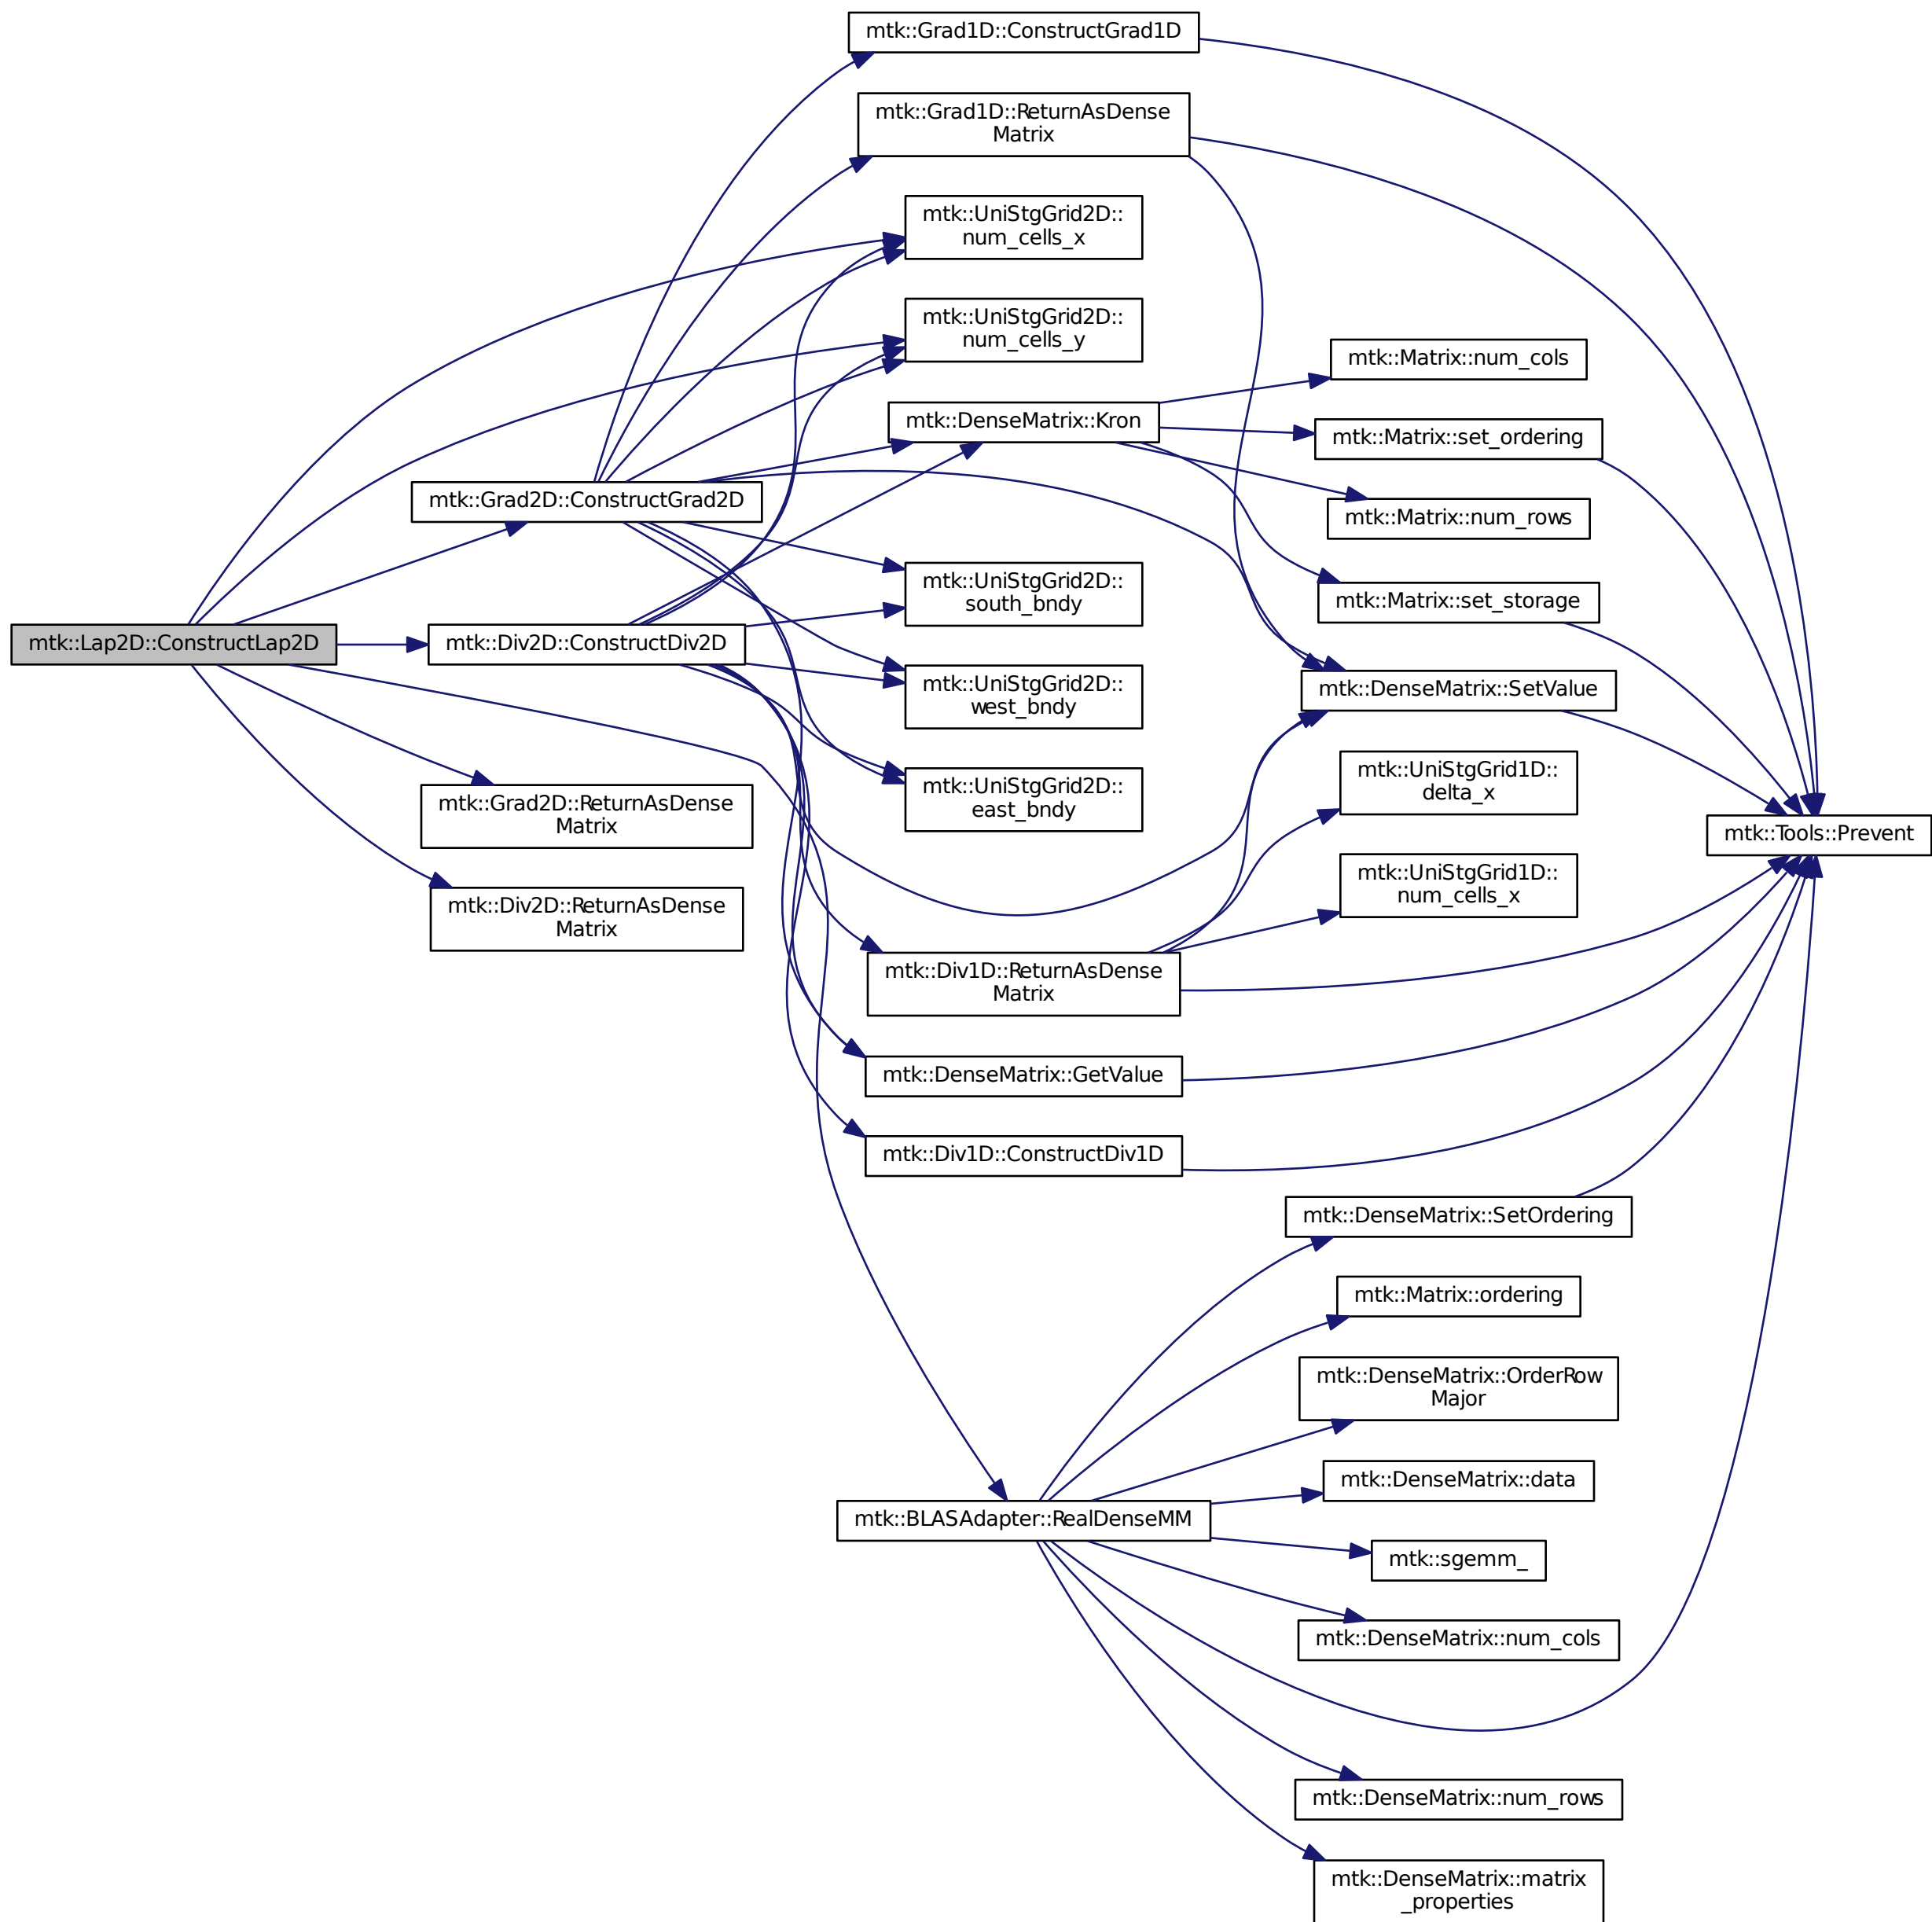 mtk::Grad1D::ConstructGrad1D
mtk::Grad1D::ReturnAsDense
Matrix
mtk::UniStgGrid2D::
num_cells_x
mtk::UniStgGrid2D::
num_cells_y
mtk::Matrix::num_cols
mtk::DenseMatrix::Kron
mtk::Matrix::set_ordering
mtk::Grad2D::ConstructGrad2D
mtk::Matrix::num_rows
mtk::UniStgGrid2D::
south_bndy
mtk::Matrix::set_storage
mtk::Lap2D::ConstructLap2D
mtk::Div2D::ConstructDiv2D
mtk::UniStgGrid2D::
west_bndy
mtk::DenseMatrix::SetValue
mtk::UniStgGrid2D::
east_bndy
mtk::UniStgGrid1D::
delta_x
mtk::Grad2D::ReturnAsDense
Matrix
mtk::Tools::Prevent
mtk::UniStgGrid1D::
num_cells_x
mtk::Div2D::ReturnAsDense
Matrix
mtk::Div1D::ReturnAsDense
Matrix
mtk::DenseMatrix::GetValue
mtk::Div1D::ConstructDiv1D
mtk::DenseMatrix::SetOrdering
mtk::Matrix::ordering
mtk::DenseMatrix::OrderRow
Major
mtk::DenseMatrix::data
mtk::BLASAdapter::RealDenseMM
mtk::sgemm_
mtk::DenseMatrix::num_cols
mtk::DenseMatrix::num_rows
mtk::DenseMatrix::matrix
_properties